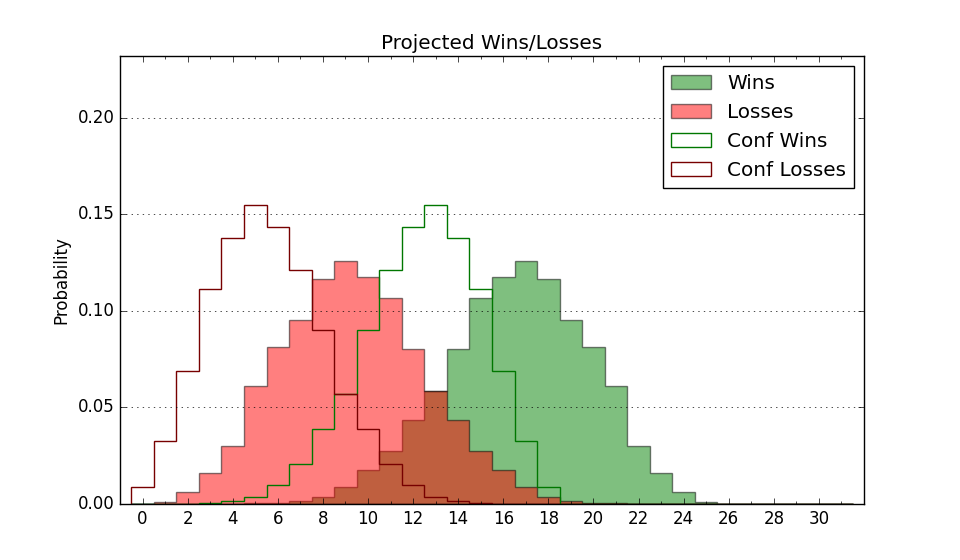 Projected Wins/Losses
Wins
Losses
Conf Wins
Conf Losses
Probability
0.20
0.15
0.10
0.05
0.00
0 2 4 6 8 10 12 14 16 18 20 22 24 26 28 30